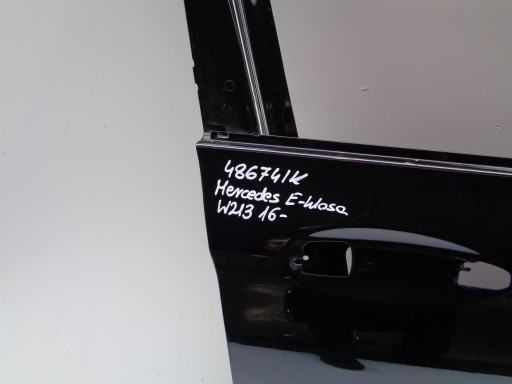 486741K
Mercedes E-klasa
W213 16-